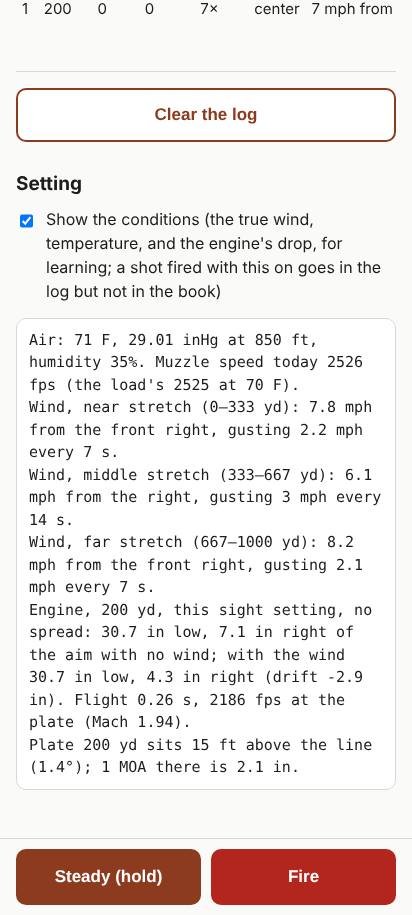 1 200 0 0 7× center 7 mph from
Clear the log
Setting
Show the conditions (the true wind,
temperature, and the engine's drop, for
learning; a shot fired with this on goes in the
log but not in the book)
Air: 71 F, 29.01 inHg at 850 ft,
humidity 35%. Muzzle speed today 2526
fps (the load's 2525 at 70 F).
Wind, near stretch (0–333 yd): 7.8 mph
from the front right, gusting 2.2 mph
every 7 s.
Wind, middle stretch (333–667 yd): 6.1
mph from the right, gusting 3 mph every
14 s.
Wind, far stretch (667–1000 yd): 8.2
mph from the front right, gusting 2.1
mph every 7 s.
Engine, 200 yd, this sight setting, no
spread: 30.7 in low, 7.1 in right of
the aim with no wind; with the wind
30.7 in low, 4.3 in right (drift -2.9
in). Flight 0.26 s, 2186 fps at the
plate (Mach 1.94).
Plate 200 yd sits 15 ft above the line
(1.4°); 1 MOA there is 2.1 in.
Steady (hold)
Fire